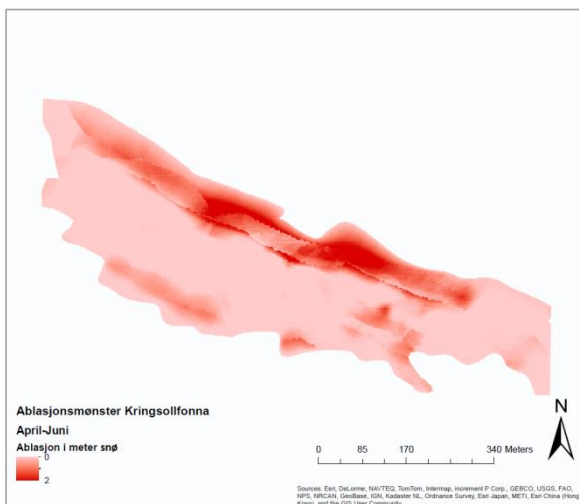 Ablasjonsmønster Kringsollfonna
April-Juni
Ablasjon i meter snø
0
2
N
0 85 170 340 Meters
Sources: Esri, DeLorme, NAVTEQ, TomTom, Intermap, increment P Corp., GEBCO, USGS, FAO,
NPS, NRCAN, GeoBase, IGN, Kadaster NL, Ordnance Survey, Esri Japan, METI, Esri China (Hong
Kong), and the GIS User Community